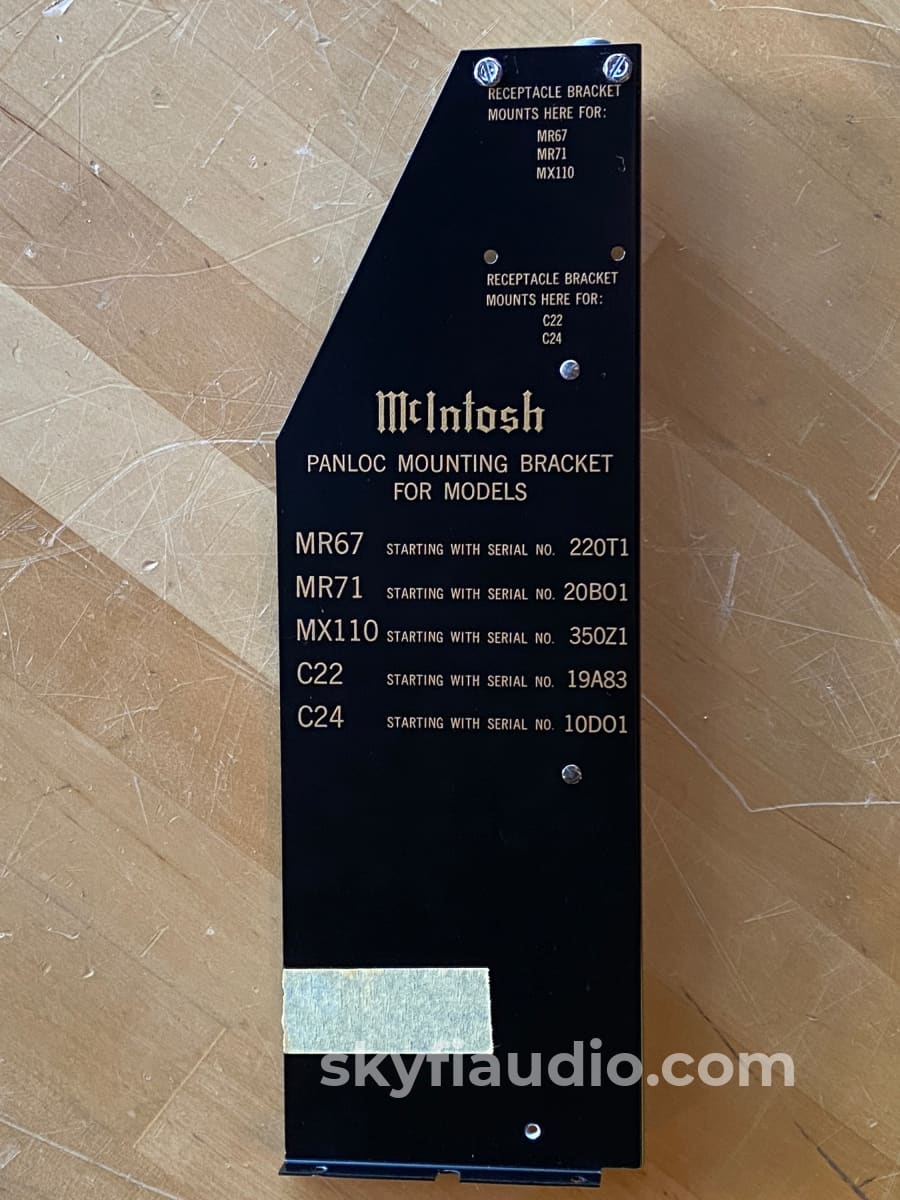 RECEPTACLE BRACKET
MOUNTS HERE FOR:
MR67
MR71
MX110
RECEPTACLE BRACKET
MOUNTS HERE FOR:
C22
C24
McIntosh
PANLOC MOUNTING BRACKET
FOR MODELS
MR67 STARTING WITH SERIAL NO. 220T1
MR71 STARTING WITH SERIAL NO. 20BO1
MX110 STARTING WITH SERIAL NO. 350Z1
C22 STARTING WITH SERIAL NO. 19A83
C24 STARTING WITH SERIAL NO. 10DO1
skyfiaudio.com